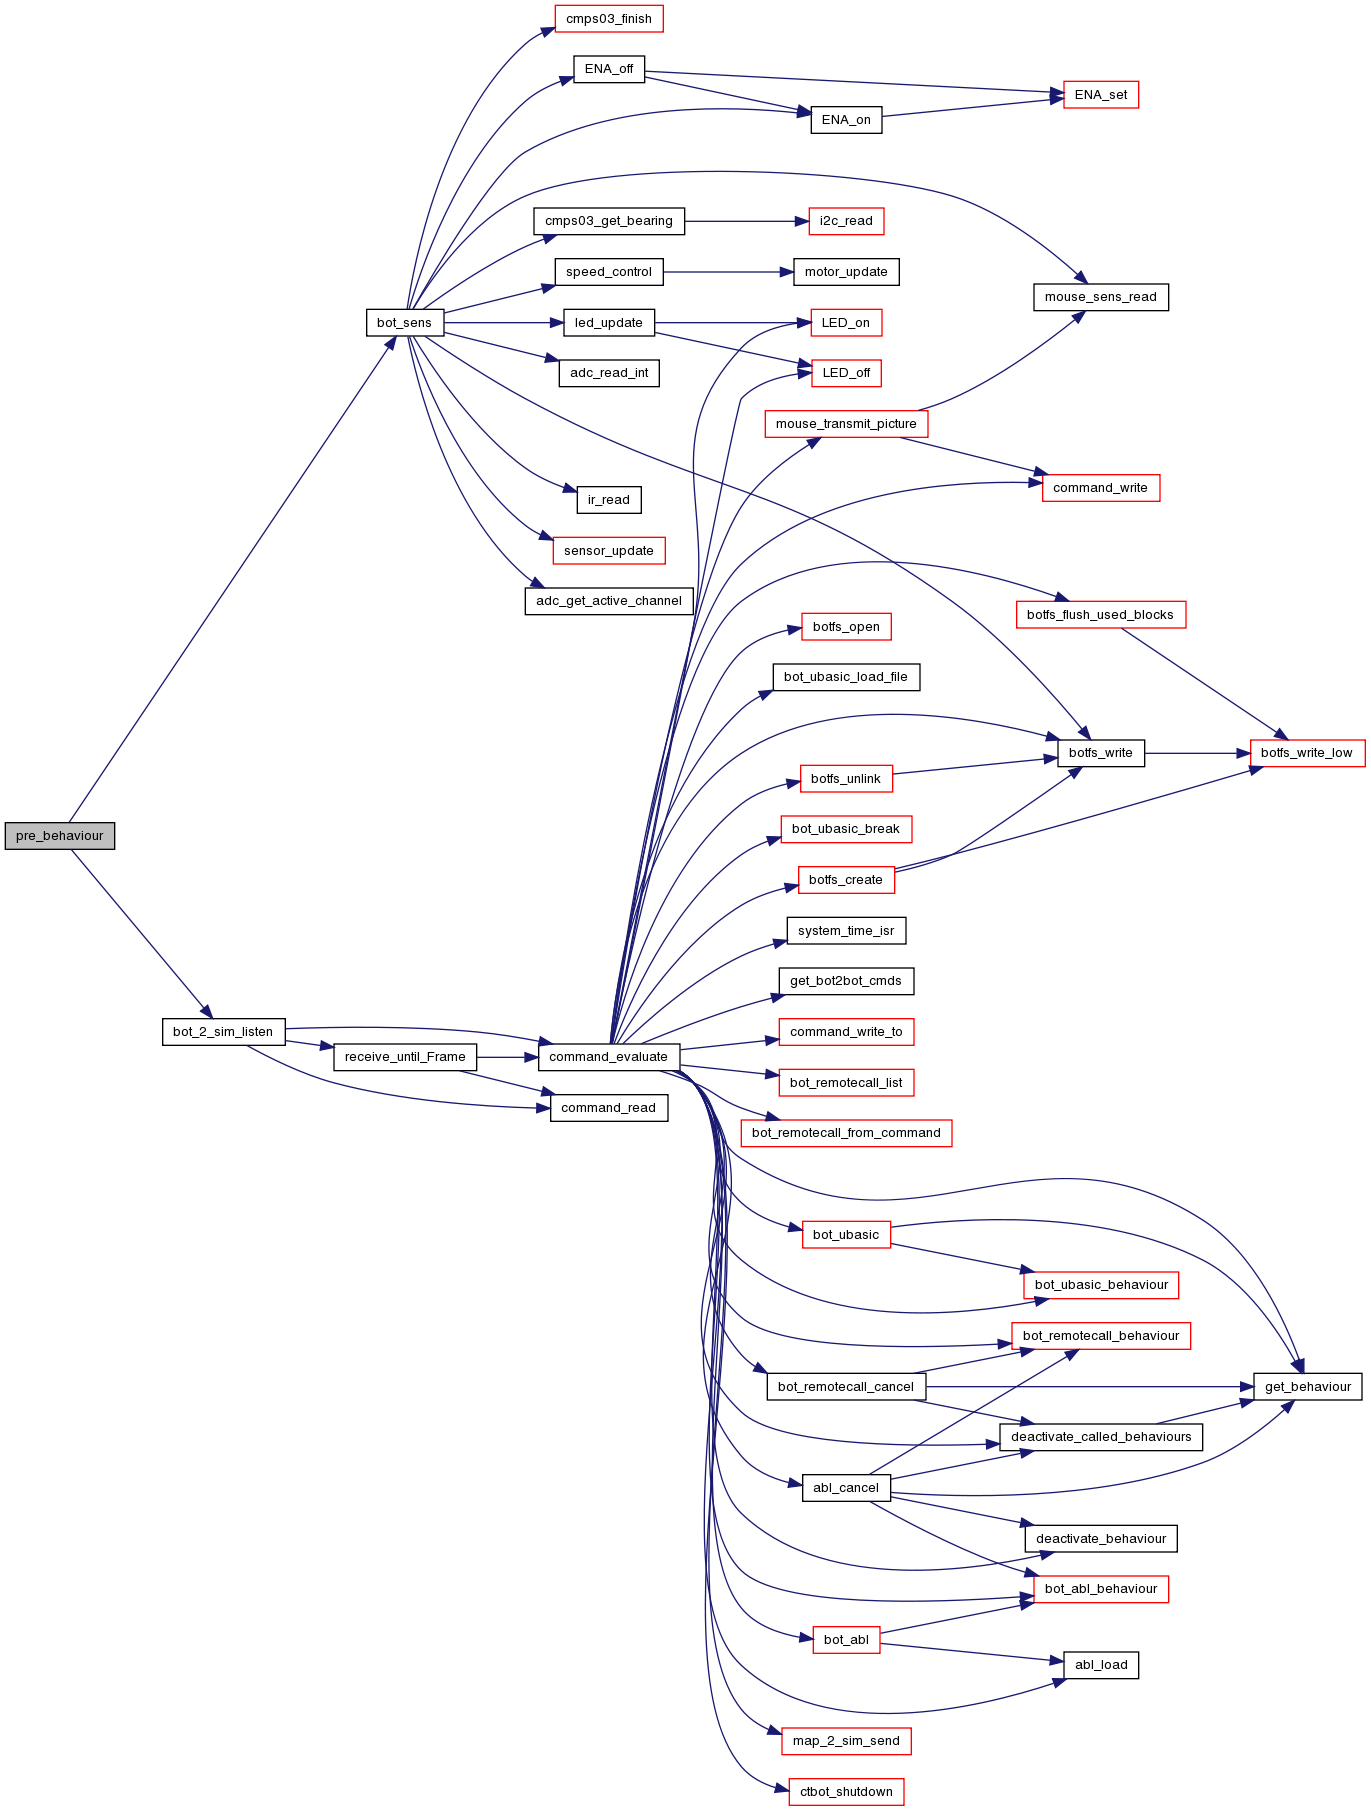 cmps03_finish
ENA_off
ENA_set
ENA_on
cmps03_get_bearing
i2c_read
speed_control
motor_update
mouse_sens_read
bot_sens
led_update
LED_on
adc_read_int
LED_off
mouse_transmit_picture
command_write
ir_read
sensor_update
adc_get_active_channel
botfs_flush_used_blocks
botfs_open
bot_ubasic_load_file
botfs_write
botfs_write_low
botfs_unlink
bot_ubasic_break
pre_behaviour
botfs_create
system_time_isr
get_bot2bot_cmds
bot_2_sim_listen
command_write_to
receive_until_Frame
command_evaluate
bot_remotecall_list
command_read
bot_remotecall_from_command
bot_ubasic
bot_ubasic_behaviour
bot_remotecall_behaviour
bot_remotecall_cancel
get_behaviour
deactivate_called_behaviours
abl_cancel
deactivate_behaviour
bot_abl_behaviour
bot_abl
abl_load
map_2_sim_send
ctbot_shutdown